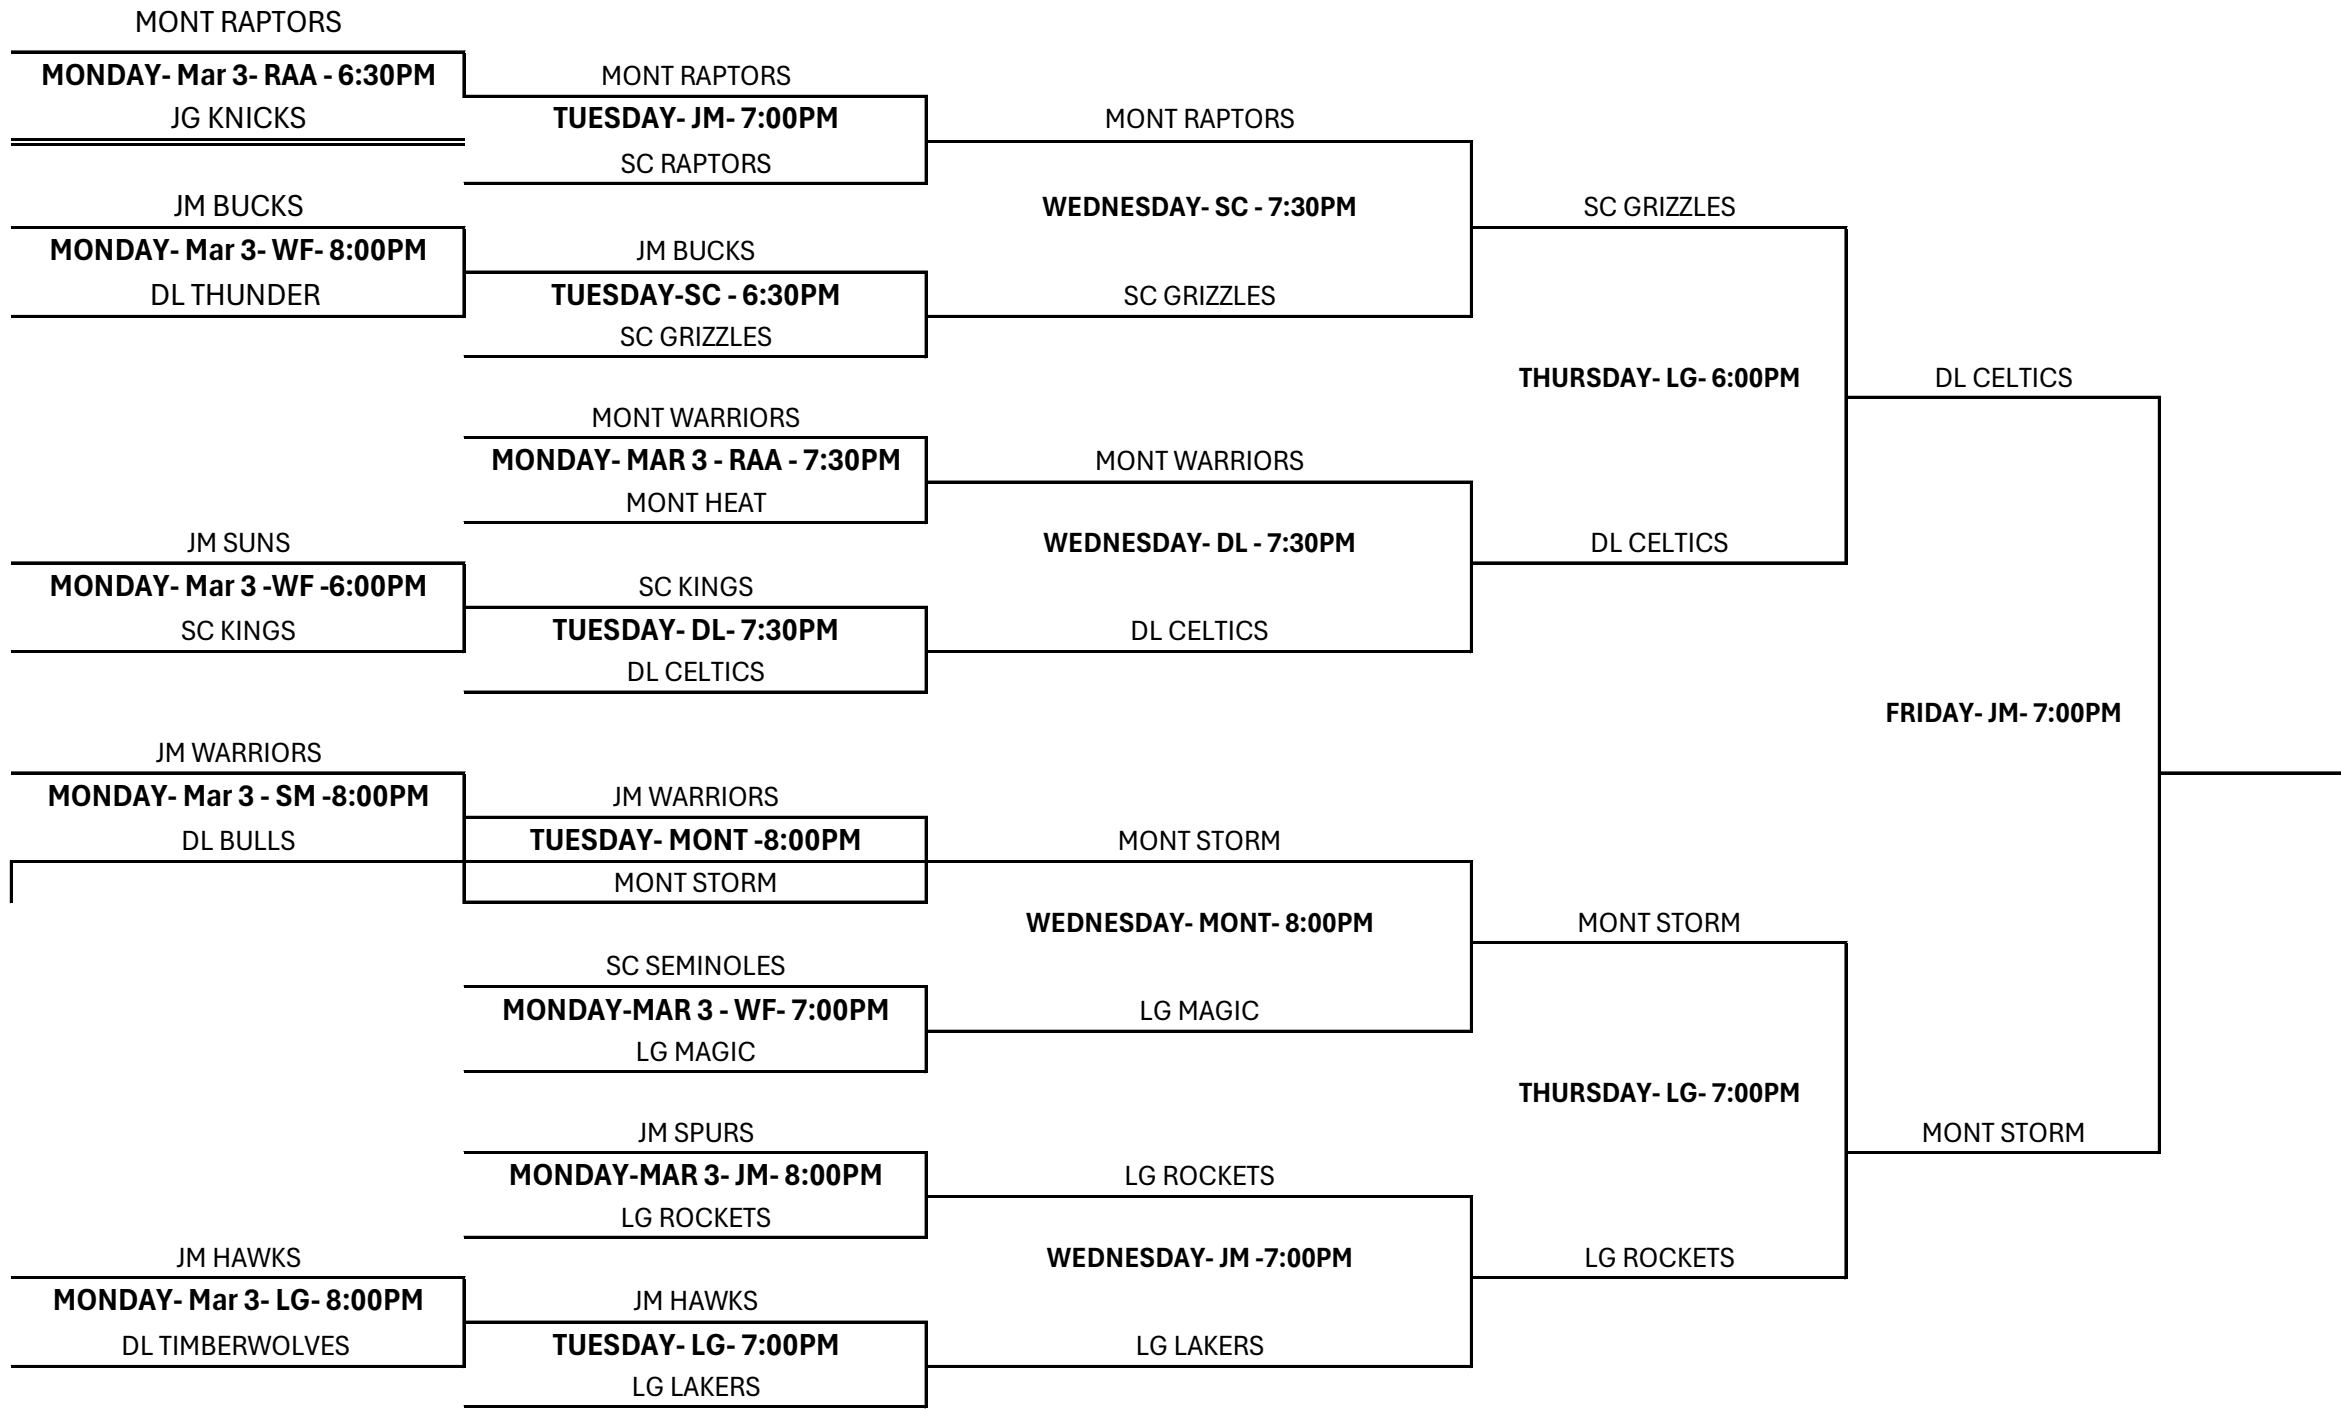 MONT RAPTORS
MONDAY- Mar 3- RAA - 6:30PM
JG KNICKS
JM BUCKS
MONDAY- Mar 3- WF- 8:00PM
DL THUNDER
JM SUNS
MONDAY- Mar 3 -WF -6:00PM
SC KINGS
JM WARRIORS
MONDAY- Mar 3 - SM -8:00PM
DL BULLS
JM HAWKS
MONDAY- Mar 3- LG- 8:00PM
DL TIMBERWOLVES
MONT RAPTORS
TUESDAY- JM- 7:00PM
SC RAPTORS
JM BUCKS
TUESDAY-SC - 6:30PM
SC GRIZZLES
MONT WARRIORS
MONDAY- MAR 3 - RAA - 7:30PM
MONT HEAT
SC KINGS
TUESDAY- DL- 7:30PM
DL CELTICS
JM WARRIORS
TUESDAY- MONT -8:00PM
MONT STORM
SC SEMINOLES
MONDAY-MAR 3 - WF- 7:00PM
LG MAGIC
JM SPURS
MONDAY-MAR 3- JM- 8:00PM
LG ROCKETS
JM HAWKS
TUESDAY- LG- 7:00PM
LG LAKERS
MONT RAPTORS
WEDNESDAY- SC - 7:30PM
SC GRIZZLES
MONT WARRIORS
WEDNESDAY- DL - 7:30PM
DL CELTICS
MONT STORM
WEDNESDAY- MONT- 8:00PM
LG MAGIC
LG ROCKETS
WEDNESDAY- JM -7:00PM
LG LAKERS
SC GRIZZLES
THURSDAY- LG- 6:00PM
DL CELTICS
MONT STORM
THURSDAY- LG- 7:00PM
LG ROCKETS
DL CELTICS
FRIDAY- JM- 7:00PM
MONT STORM